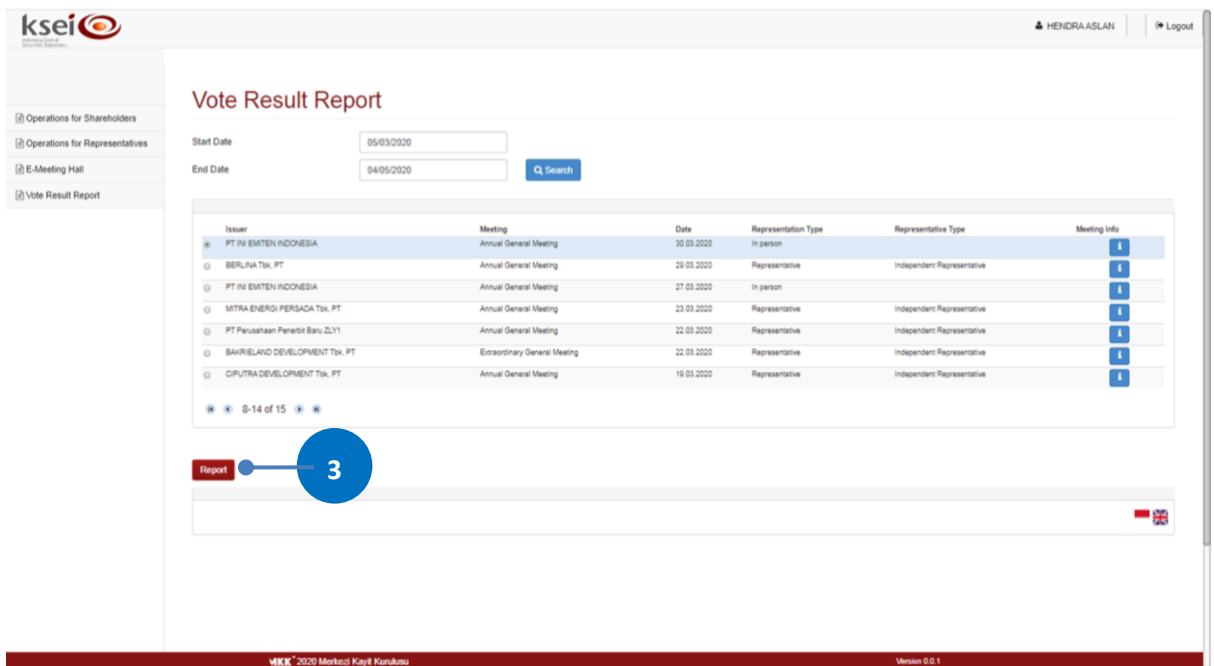 ksei
Indonesia Central
Securities Depository
HENDRA ASLAN
Logout
Operations for Shareholders
Operations for Representatives
E-Meeting Hall
Vote Result Report
Vote Result Report
Start Date 05/03/2020
End Date 04/05/2020 Search
Issuer Meeting Date Representation Type Representative Type Meeting Info
PT INI EMITEN INDONESIA Annual General Meeting 30.03.2020 In person i
BERLINA Tbk, PT Annual General Meeting 29.03.2020 Representative Independent Representative i
PT INI EMITEN INDONESIA Annual General Meeting 27.03.2020 In person i
MITRA ENERGI PERSADA Tbk, PT Annual General Meeting 23.03.2020 Representative Independent Representative i
PT Perusahaan Penerbit Baru ZLY1 Annual General Meeting 22.03.2020 Representative Independent Representative i
BAKRIELAND DEVELOPMENT Tbk, PT Extraordinary General Meeting 22.03.2020 Representative Independent Representative i
CIPUTRA DEVELOPMENT Tbk, PT Annual General Meeting 19.03.2020 Representative Independent Representative i
8-14 of 15
Report 3
MKK 2020 Merkezi Kayit Kurulusu Version 0.0.1